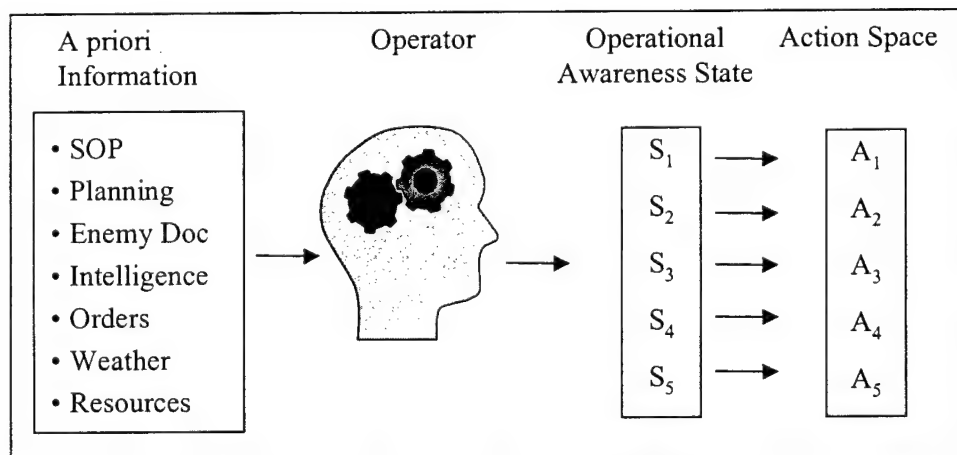 A priori
Information
Operator
Operational
Awareness State
Action Space
• SOP
• Planning
• Enemy Doc
• Intelligence
• Orders
• Weather
• Resources
S₁
S₂
S₃
S₄
S₅
A₁
A₂
A₃
A₄
A₅